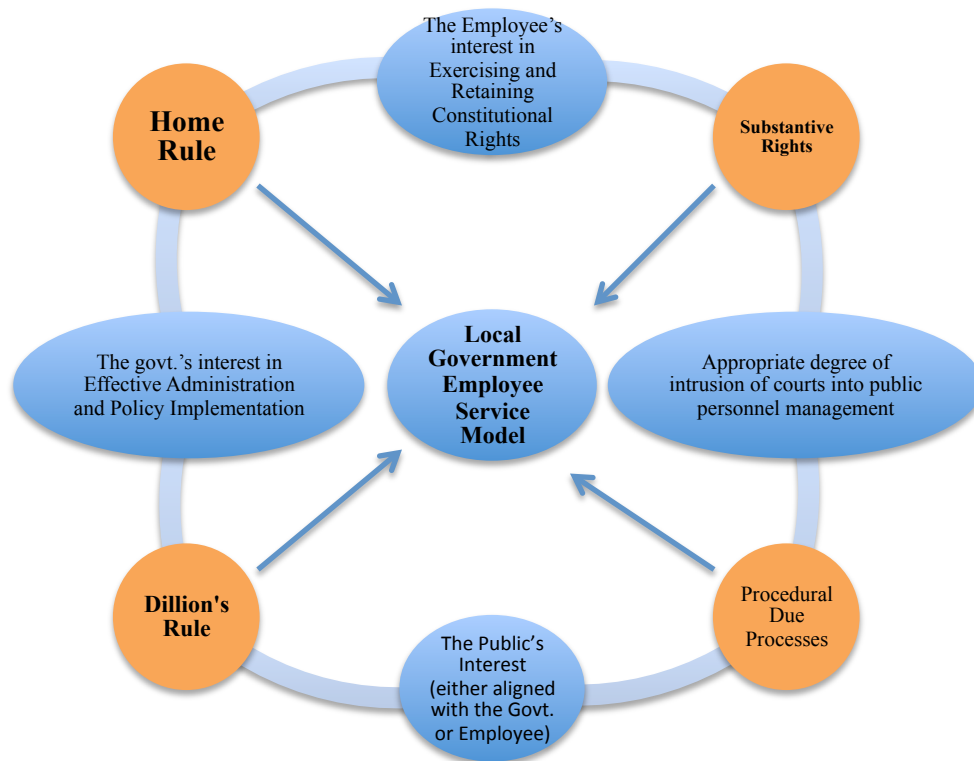 The Employee's
interest in
Exercising and
Retaining
Constitutional
Rights
Home
Rule
Substantive
Rights
The govt.'s interest in
Effective Administration
and Policy Implementation
Local
Government
Employee
Service
Model
Appropriate degree of
intrusion of courts into public
personnel management
Dillion's
Rule
The Public's
Interest
(either aligned
with the Govt.
or Employee)
Procedural
Due
Processes